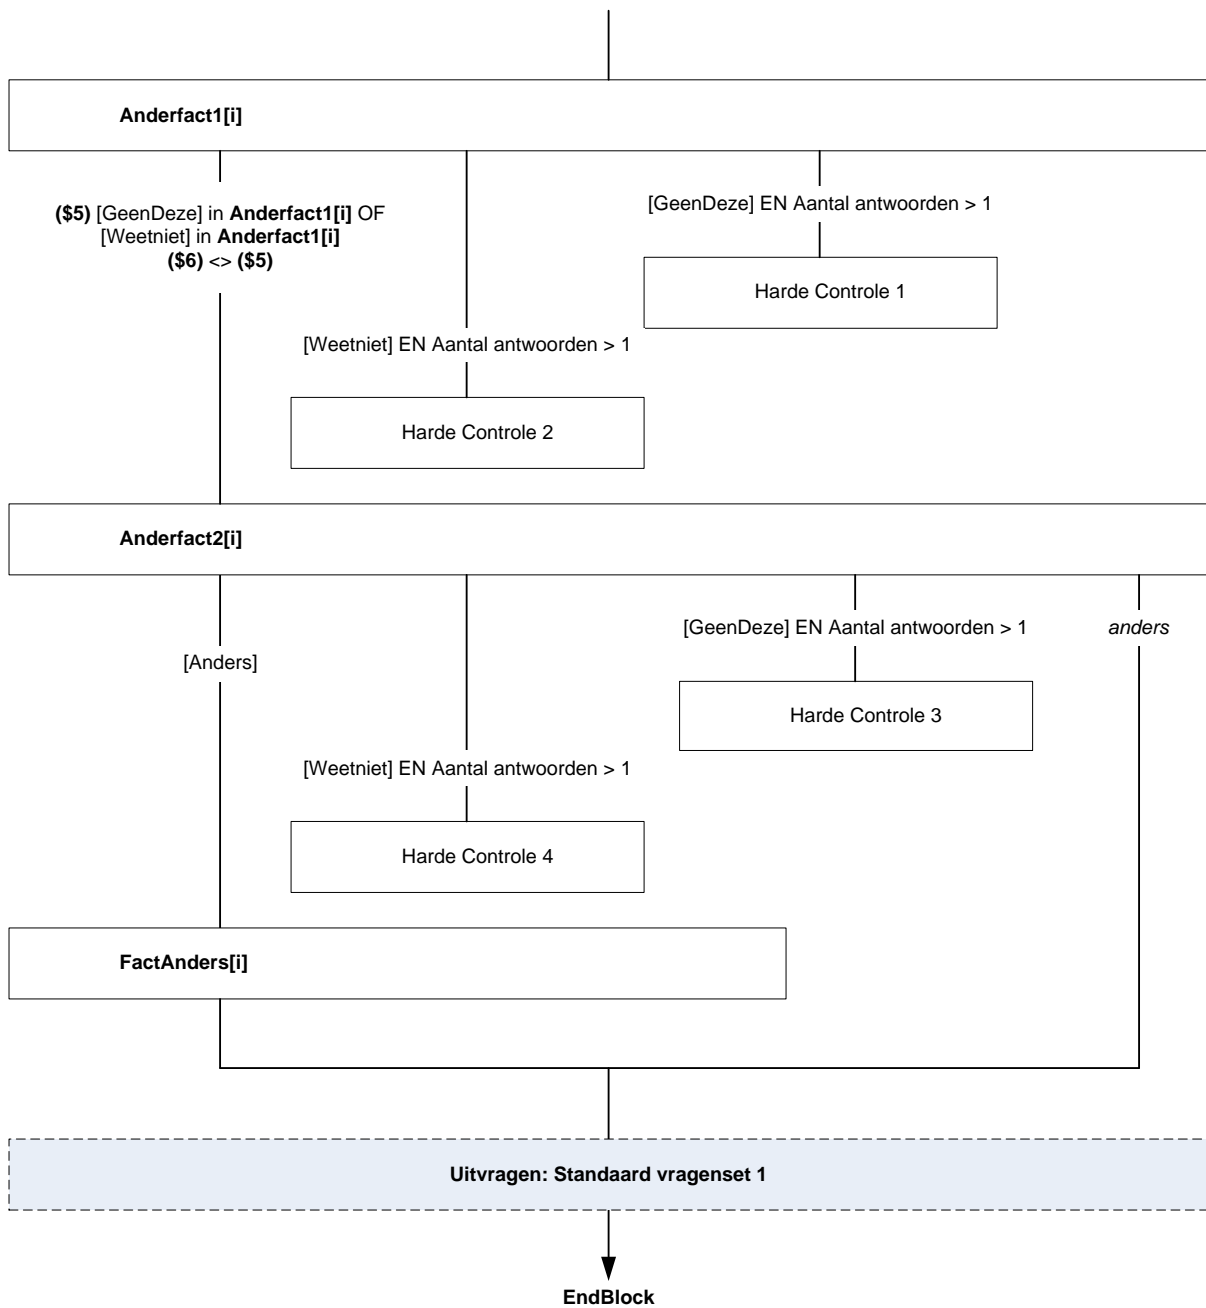 Anderfact1[i]
($5) [GeenDeze] in Anderfact1[i] OF
[Weetniet] in Anderfact1[i]
($6) <> ($5)
[GeenDeze] EN Aantal antwoorden > 1
Harde Controle 1
[Weetniet] EN Aantal antwoorden > 1
Harde Controle 2
Anderfact2[i]
[Anders]
[GeenDeze] EN Aantal antwoorden > 1
anders
Harde Controle 3
[Weetniet] EN Aantal antwoorden > 1
Harde Controle 4
FactAnders[i]
Uitvragen: Standaard vragenset 1
EndBlock